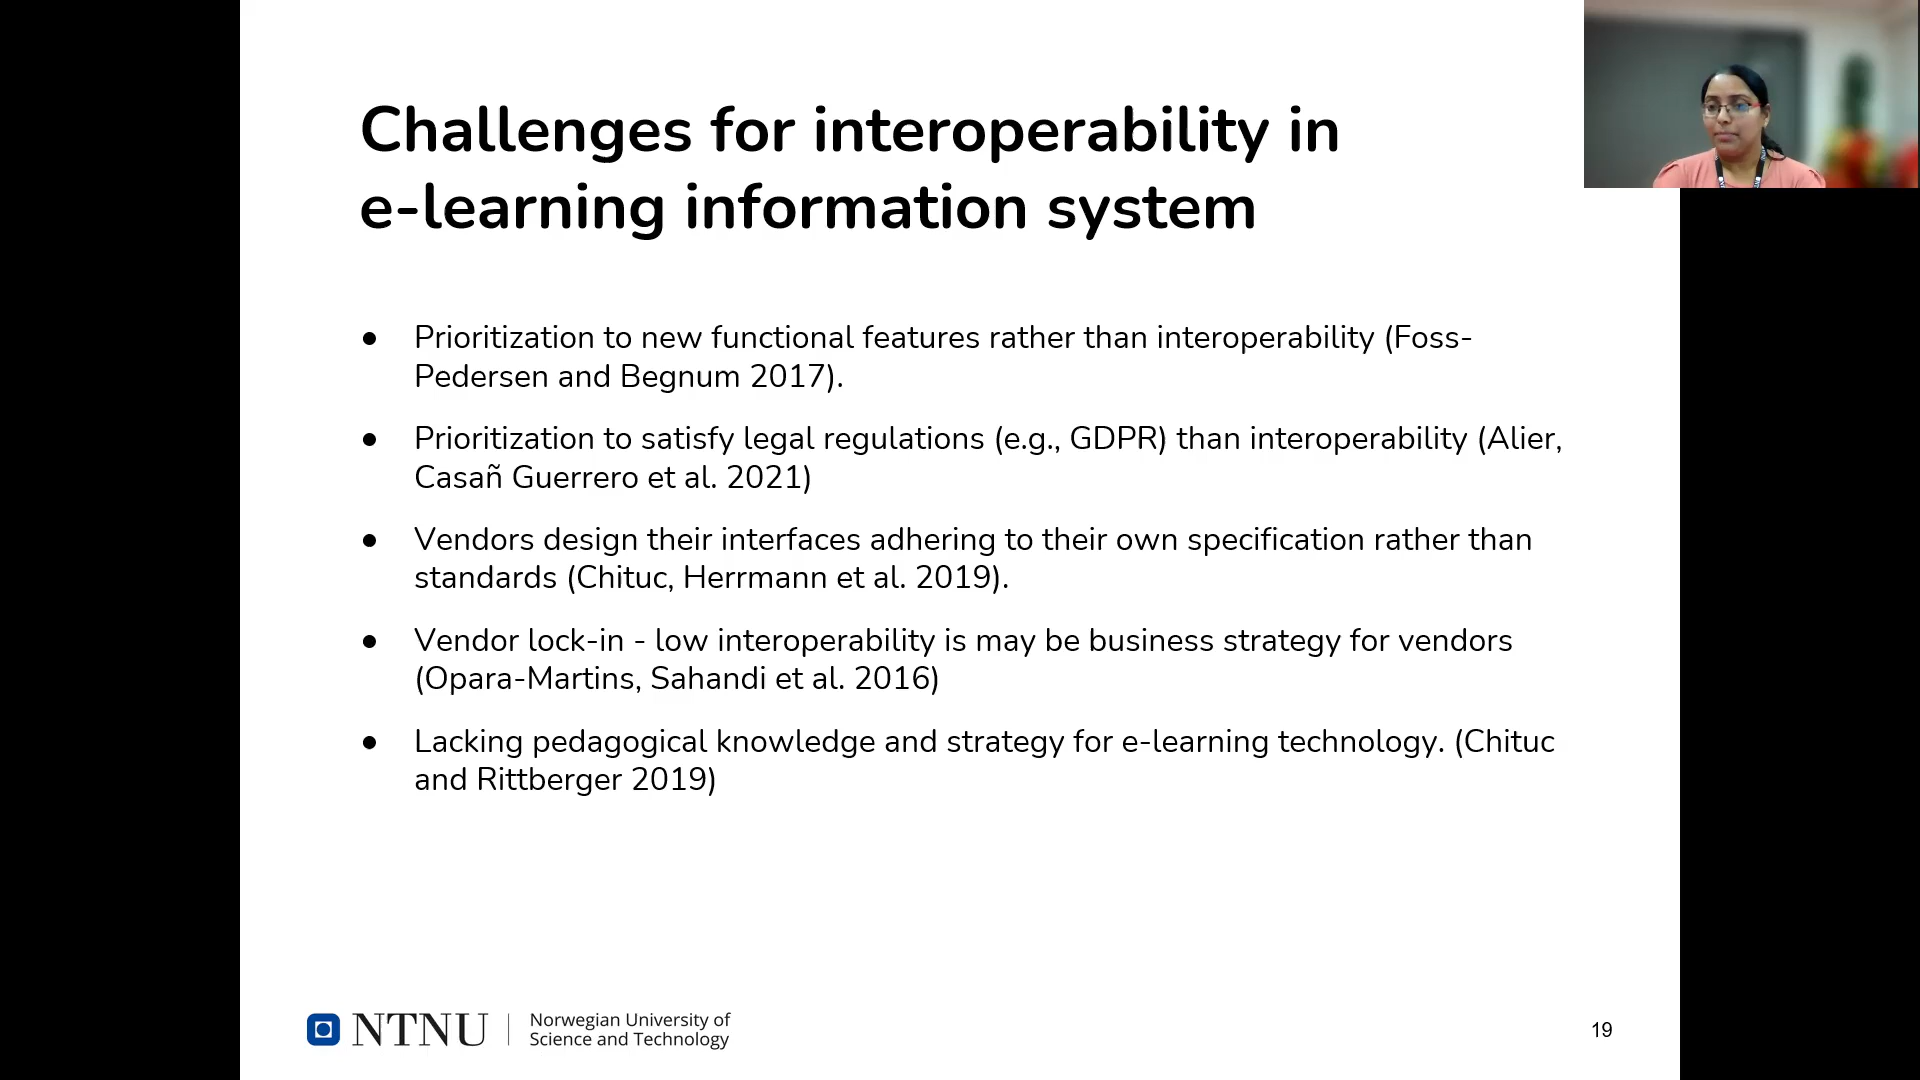 Challenges for interoperability in
e-learning information system
● Prioritization to new functional features rather than interoperability (Foss-
Pedersen and Begnum 2017).
● Prioritization to satisfy legal regulations (e.g., GDPR) than interoperability (Alier,
Casañ Guerrero et al. 2021)
● Vendors design their interfaces adhering to their own specification rather than
standards (Chituc, Herrmann et al. 2019).
● Vendor lock-in - low interoperability is may be business strategy for vendors
(Opara-Martins, Sahandi et al. 2016)
● Lacking pedagogical knowledge and strategy for e-learning technology. (Chituc
and Rittberger 2019)
NTNU
Norwegian University of
Science and Technology
19